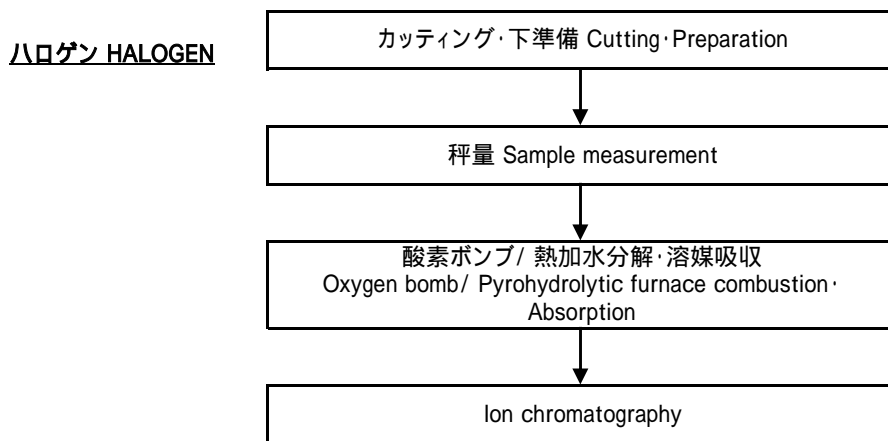 ハロゲン HALOGEN
カッティング・下準備 Cutting・Preparation
秤量 Sample measurement
酸素ボンブ/ 熱加水分解・溶媒吸収
Oxygen bomb/ Pyrohydrolytic furnace combustion・
Absorption
Ion chromatography